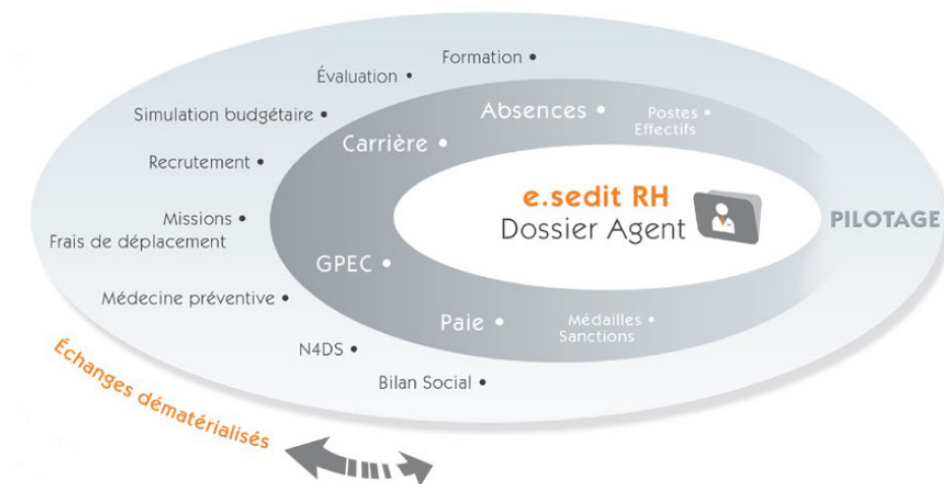 Formation
Évaluation
Simulation budgétaire
Recrutement
Missions
Frais de déplacement
Médecine préventive
N4DS
Bilan Social
Absences
Postes
Effectifs
Carrière
GPEC
Paie
Médailles
Sanctions
e.sedit RH
Dossier Agent
PILOTAGE
Échanges dématérialisés